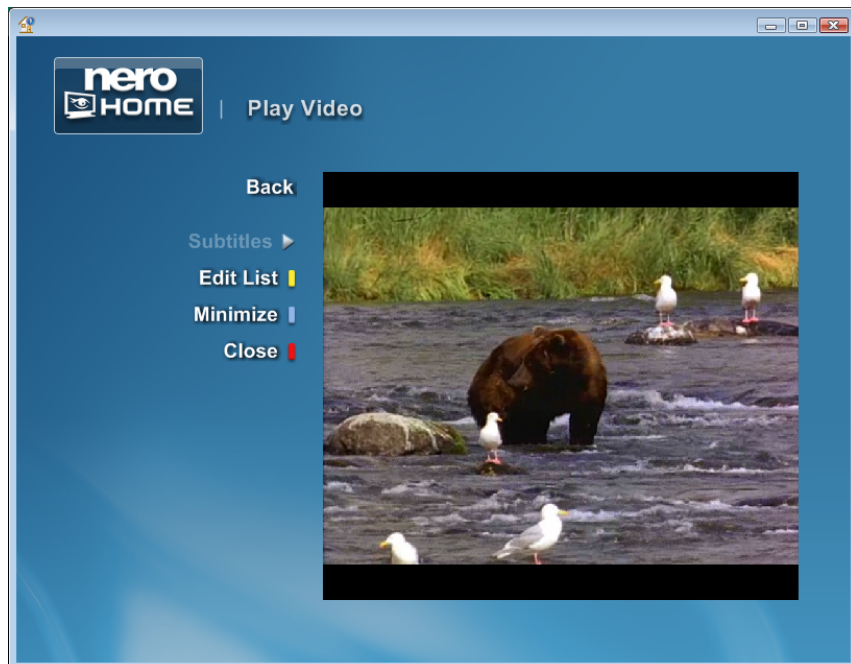 nero
HOME | Play Video
Back
Subtitles
Edit List
Minimize
Close